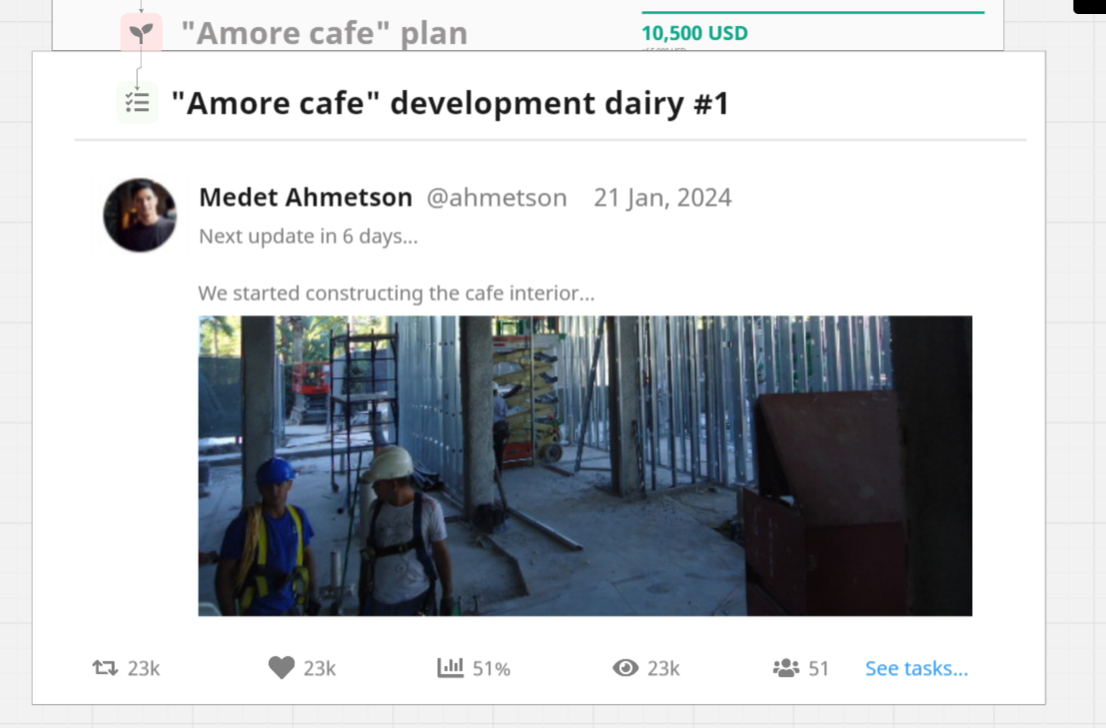 "Amore cafe" plan
10,500 USD
"Amore cafe" development dairy #1
Medet Ahmetson @ahmetson 21 Jan, 2024
Next update in 6 days...
We started constructing the cafe interior...
23k 23k 51% 23k 51 See tasks...